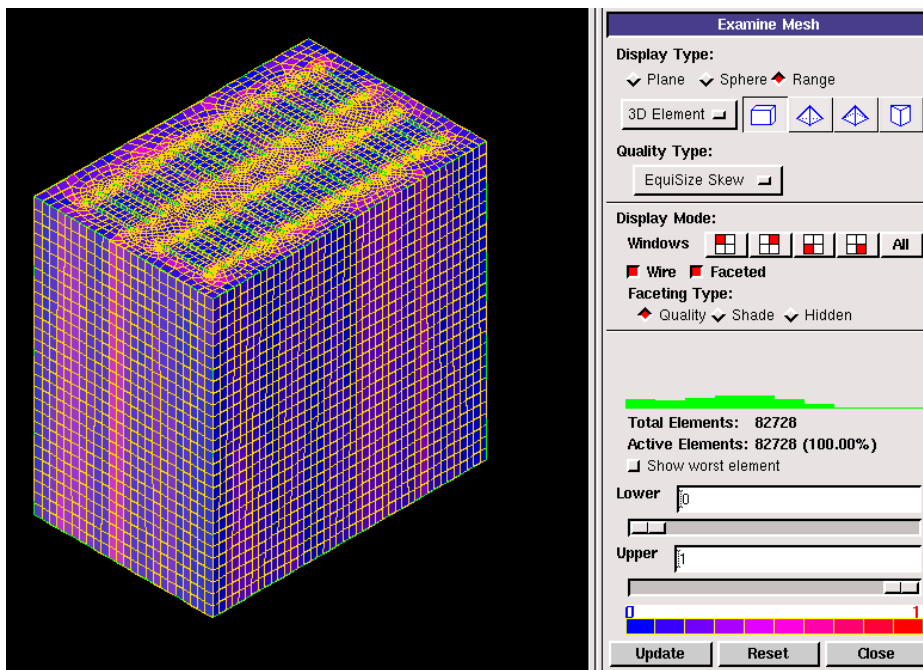 Examine Mesh
Display Type:
Plane Sphere Range
3D Element
Quality Type:
EquiSize Skew
Display Mode:
Windows All
Wire Faceted
Faceting Type:
Quality Shade Hidden
Total Elements: 82728
Active Elements: 82728 (100.00%)
Show worst element
Lower 0
Upper 1
0 1
Update Reset Close